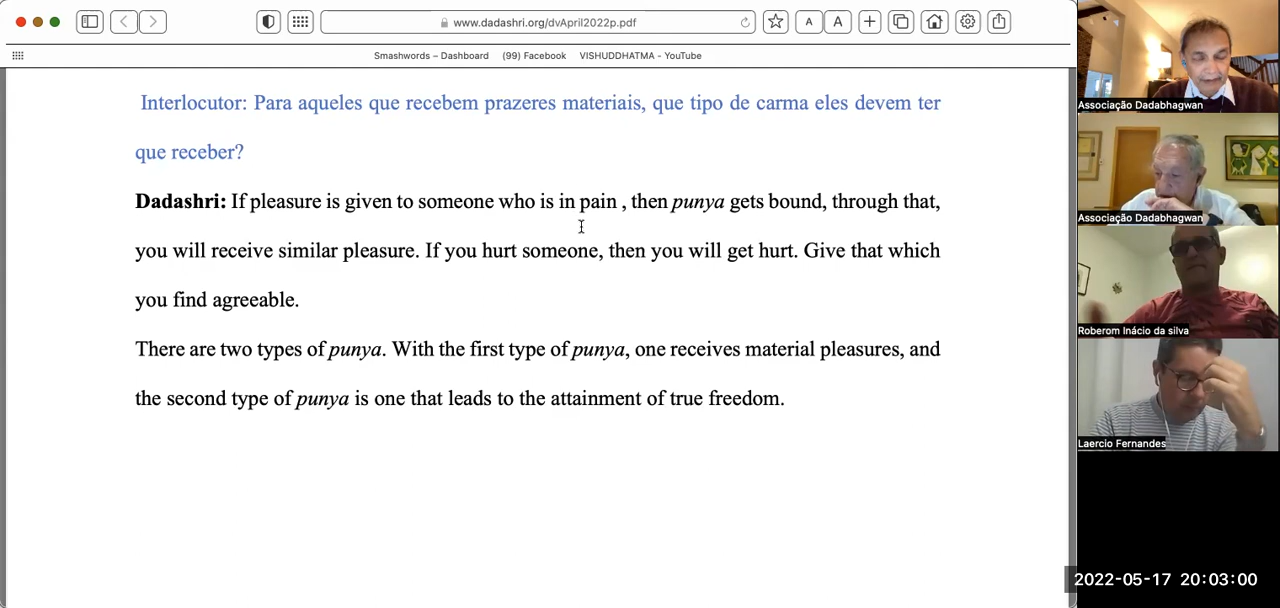 www.dadashri.org/dvApril2022p.pdf
A A
Smashwords – Dashboard (99) Facebook VISHUDDHATMA - YouTube
Interlocutor: Para aqueles que recebem prazeres materiais, que tipo de carma eles devem ter
que receber?
Dadashri: If pleasure is given to someone who is in pain , then punya gets bound, through that,
you will receive similar pleasure. If you hurt someone, then you will get hurt. Give that which
you find agreeable.
There are two types of punya. With the first type of punya, one receives material pleasures, and
the second type of punya is one that leads to the attainment of true freedom.
Associação Dadabhagwan
Associação Dadabhagwan
Roberom Inácio da silva
Laercio Fernandes
2022-05-17 20:03:00